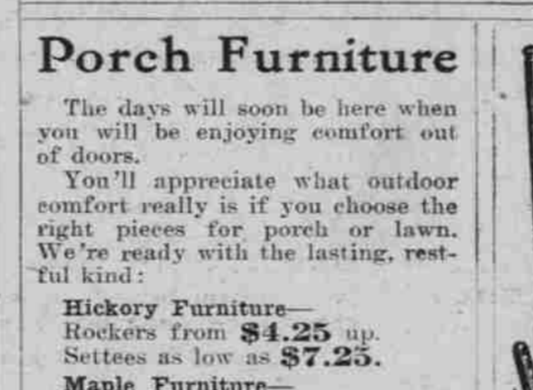 Porch Furniture
The days will soon be here when
you will be enjoying comfort out
of doors.
You'll appreciate what outdoor
comfort really is if you choose the
right pieces for porch or lawn.
We're ready with the lasting, rest-
ful kind:
Hickory Furniture—
Rockers from $4.25 up.
Settees as low as $7.25.
Maple Furniture—